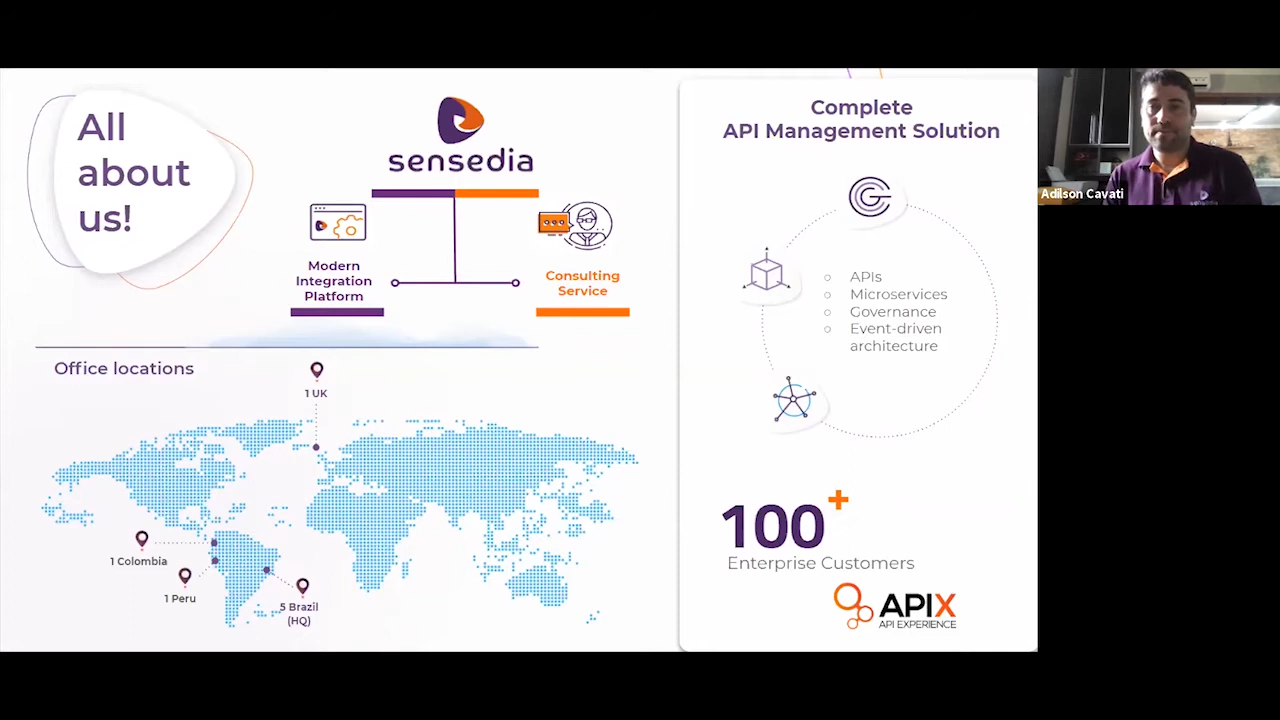 All
about
us!
sensedia
Modern
Integration
Platform
Consulting
Service
Office locations
1 UK
1 Colombia
1 Peru
5 Brazil
(HQ)
Complete
API Management Solution
APIs
Microservices
Governance
Event-driven
architecture
100+
Enterprise Customers
APIX
API EXPERIENCE
Adilson Cavati
sensedia